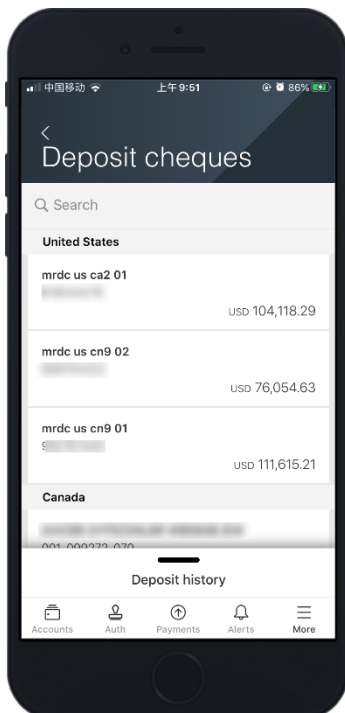 中国移动 上午9:51 86%
Deposit cheques
Search
United States
mrdc us ca2 01
USD 104,118.29
mrdc us cn9 02
USD 76,054.63
mrdc us cn9 01
9
USD 111,615.21
Canada
001-099272-070
Deposit history
Accounts Auth Payments Alerts More